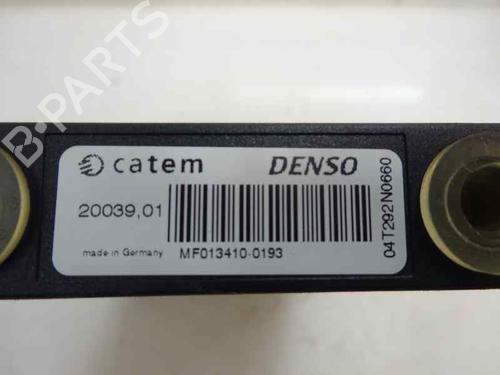 catem DENSO
20039,01
made in Germany MF013410-0193
04T292N0660
B-PARTS